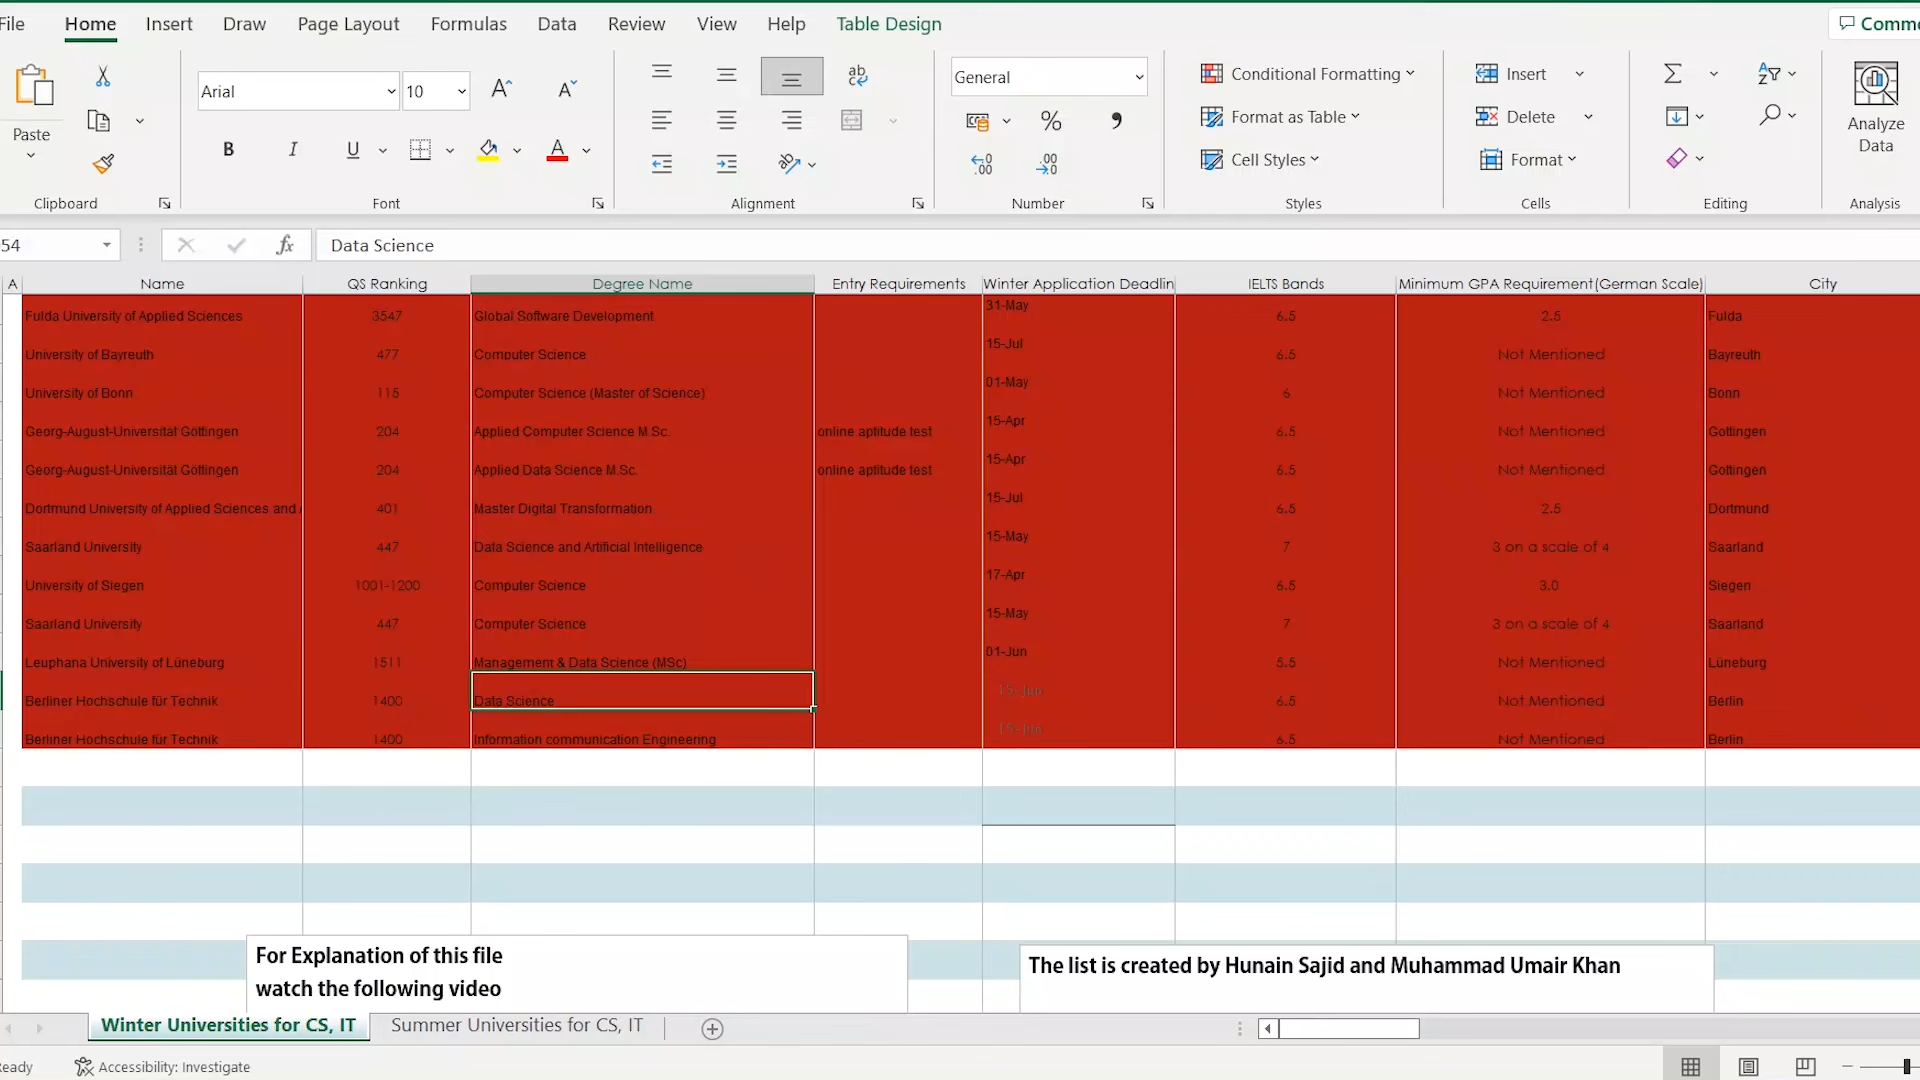 File Home Insert Draw Page Layout Formulas Data Review View Help Table Design Comme
Paste
Arial 10
B I U A
General
Conditional Formatting
Format as Table
Cell Styles
Insert
Delete
Format
Analyze
Data
Clipboard Font Alignment Number Styles Cells Editing Analysis
54 fx Data Science
A Name QS Ranking Degree Name Entry Requirements Winter Application Deadlin IELTS Bands Minimum GPA Requirement(German Scale) City
Fulda University of Applied Sciences 3547 Global Software Development 31-May 6.5 2.5 Fulda
University of Bayreuth 477 Computer Science 15-Jul 6.5 Not Mentioned Bayreuth
University of Bonn 115 Computer Science (Master of Science) 01-May 6 Not Mentioned Bonn
Georg-August-Universität Göttingen 204 Applied Computer Science M.Sc. online aptitude test 15-Apr 6.5 Not Mentioned Gottingen
Georg-August-Universität Göttingen 204 Applied Data Science M.Sc. online aptitude test 15-Apr 6.5 Not Mentioned Gottingen
Dortmund University of Applied Sciences and 401 Master Digital Transformation 15-Jul 6.5 2.5 Dortmund
Saarland University 447 Data Science and Artificial Intelligence 15-May 7 3 on a scale of 4 Saarland
University of Siegen 1001-1200 Computer Science 17-Apr 6.5 3.0 Siegen
Saarland University 447 Computer Science 15-May 7 3 on a scale of 4 Saarland
Leuphana University of Lüneburg 1511 Management & Data Science (MSc) 01-Jun 5.5 Not Mentioned Lüneburg
Berliner Hochschule für Technik 1400 Data Science 15-Jun 6.5 Not Mentioned Berlin
Berliner Hochschule für Technik 1400 Information communication Engineering 15-Jun 6.5 Not Mentioned Berlin
For Explanation of this file
watch the following video
The list is created by Hunain Sajid and Muhammad Umair Khan
Winter Universities for CS, IT Summer Universities for CS, IT
eady Accessibility: Investigate